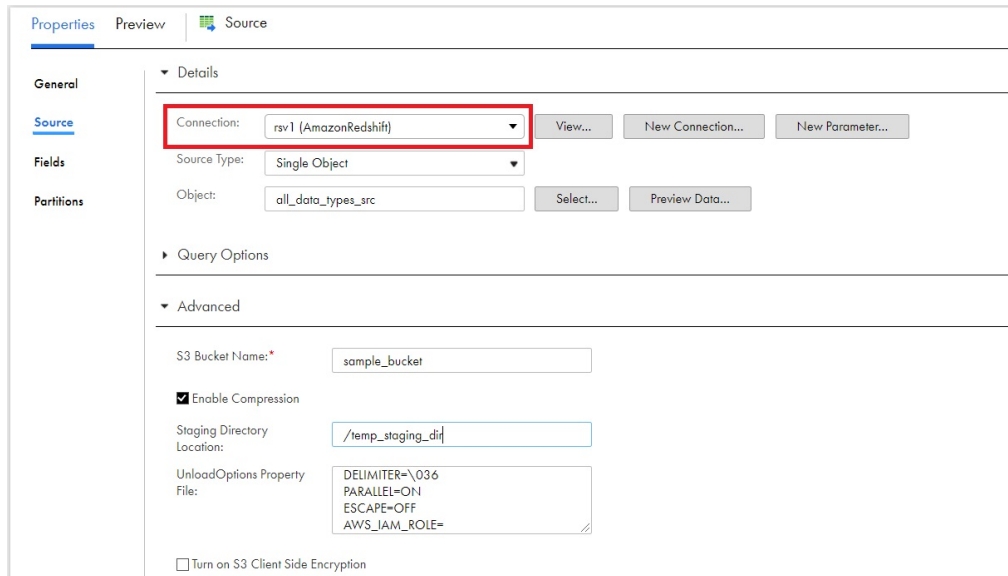 Properties Preview Source
General
Source
Fields
Partitions
Details
Connection: rsv1 (AmazonRedshift) View... New Connection... New Parameter...
Source Type: Single Object
Object: all_data_types_src Select... Preview Data...
Query Options
Advanced
S3 Bucket Name:* sample_bucket
Enable Compression
Staging Directory
Location: /temp_staging_dir
UnloadOptions Property
File:
DELIMITER=\036
PARALLEL=ON
ESCAPE=OFF
AWS_IAM_ROLE=
Turn on S3 Client Side Encryption